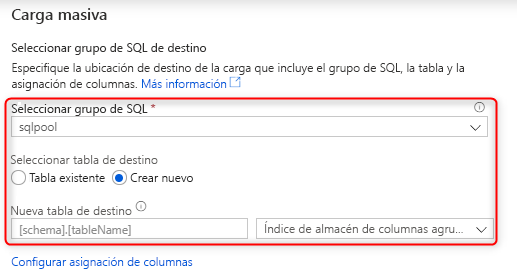 Carga masiva
Seleccionar grupo de SQL de destino
Especifique la ubicación de destino de la carga que incluye el grupo de SQL, la tabla y la
asignación de columnas. Más información
Seleccionar grupo de SQL *
sqlpool
Seleccionar tabla de destino
Tabla existente Crear nuevo
Nueva tabla de destino
[schema].[tableName] Índice de almacén de columnas agru...
Configurar asignación de columnas